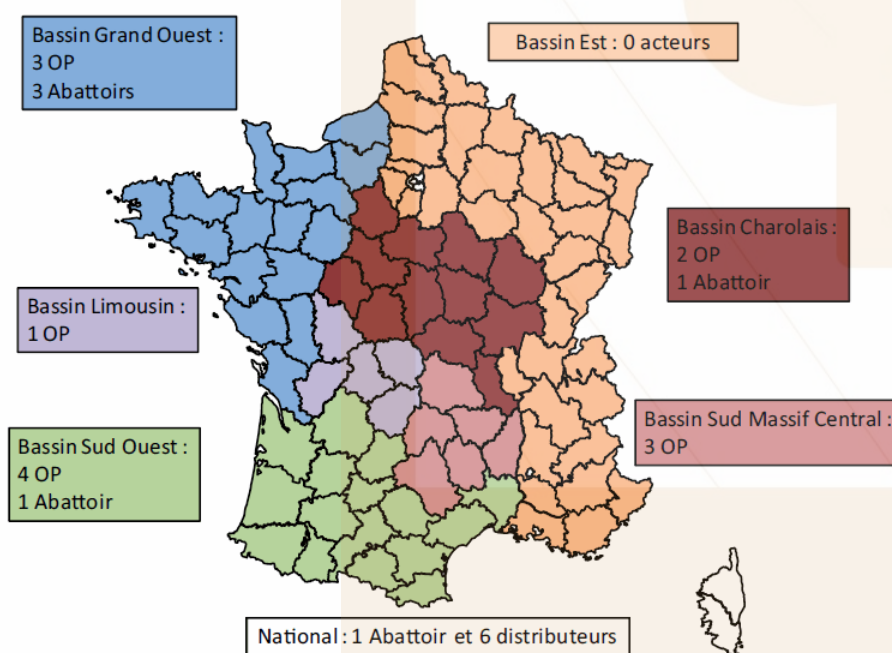 Bassin Grand Ouest :
3 OP
3 Abattoirs
Bassin Est : 0 acteurs
Bassin Charolais :
2 OP
1 Abattoir
Bassin Limousin :
1 OP
Bassin Sud Massif Central :
3 OP
Bassin Sud Ouest :
4 OP
1 Abattoir
National : 1 Abattoir et 6 distributeurs